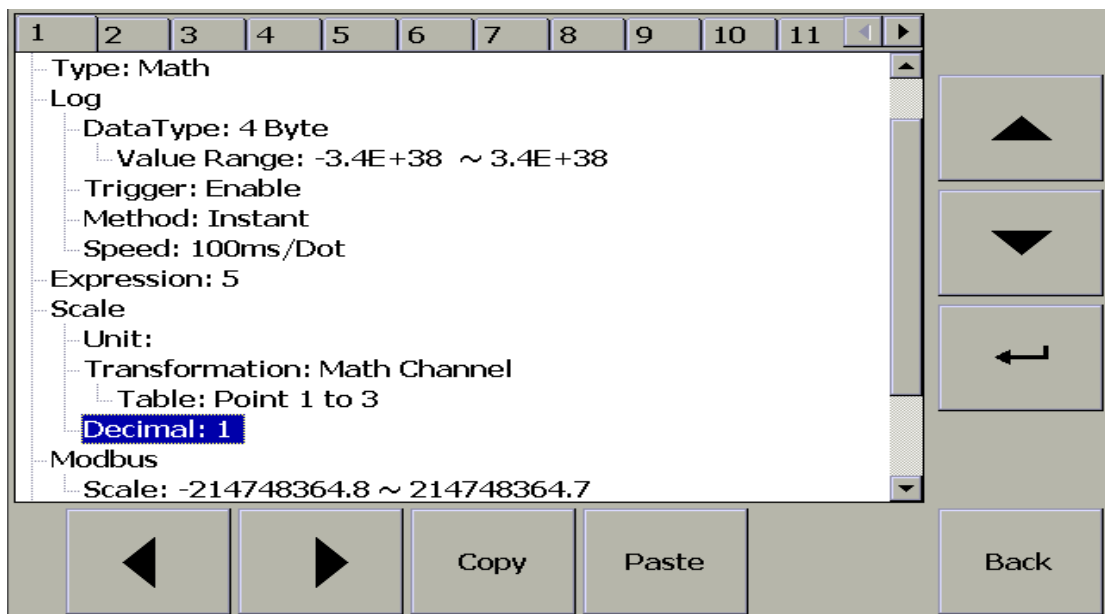 1 2 3 4 5 6 7 8 9 10 11
Type: Math
Log
DataType: 4 Byte
Value Range: -3.4E+38 ~ 3.4E+38
Trigger: Enable
Method: Instant
Speed: 100ms/Dot
Expression: 5
Scale
Unit:
Transformation: Math Channel
Table: Point 1 to 3
Decimal: 1
Modbus
Scale: -214748364.8 ~ 214748364.7
Copy Paste Back